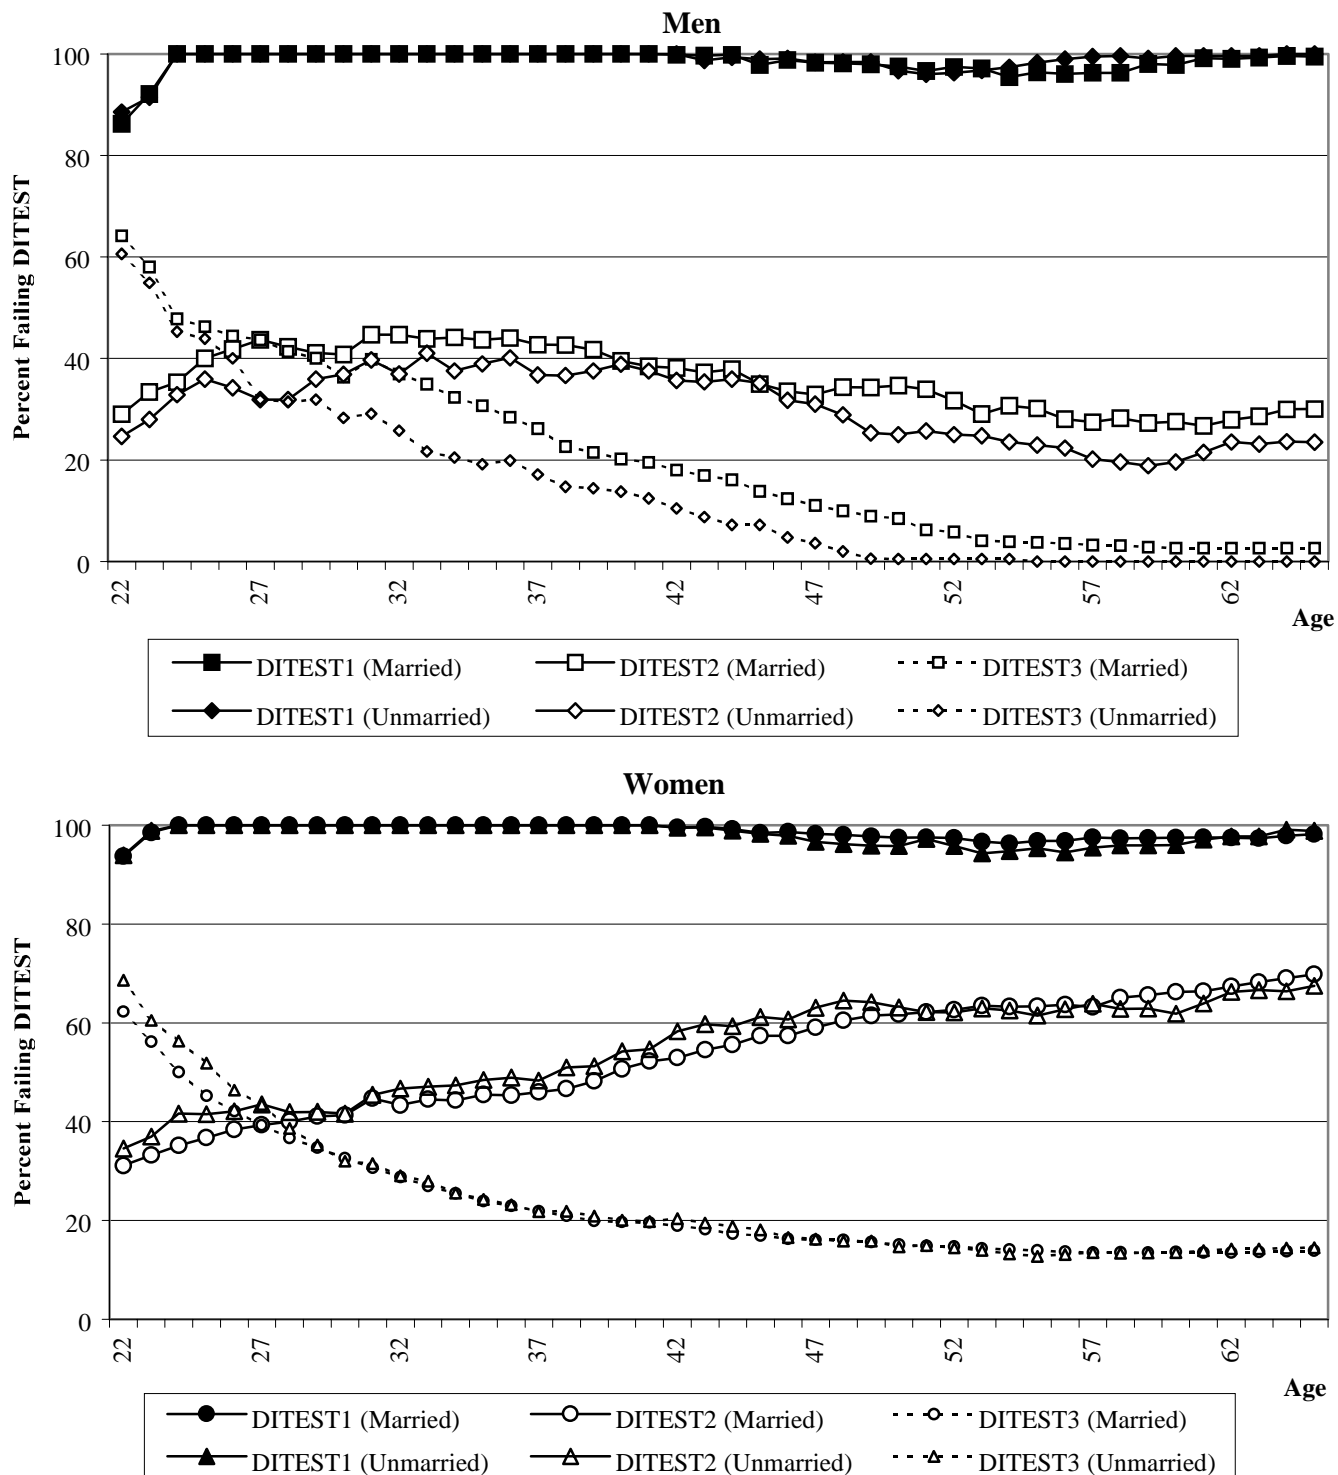 Men
Percent Failing DITEST
100
80
60
40
20
0
22 27 32 37 42 47 52 57 62
Age
DITEST1 (Married) DITEST2 (Married) DITEST3 (Married)
DITEST1 (Unmarried) DITEST2 (Unmarried) DITEST3 (Unmarried)
Women
Percent Failing DITEST
100
80
60
40
20
0
22 27 32 37 42 47 52 57 62
Age
DITEST1 (Married) DITEST2 (Married) DITEST3 (Married)
DITEST1 (Unmarried) DITEST2 (Unmarried) DITEST3 (Unmarried)